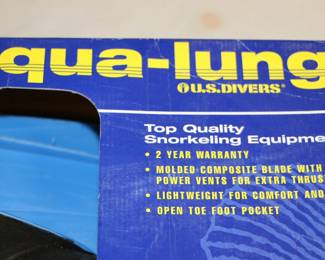 qua-lung
U.S. DIVERS®
Top Quality
Snorkeling Equipme
• 2 YEAR WARRANTY
• MOLDED COMPOSITE BLADE WITH
POWER VENTS FOR EXTRA THRUS
• LIGHTWEIGHT FOR COMFORT AND
• OPEN TOE FOOT POCKET